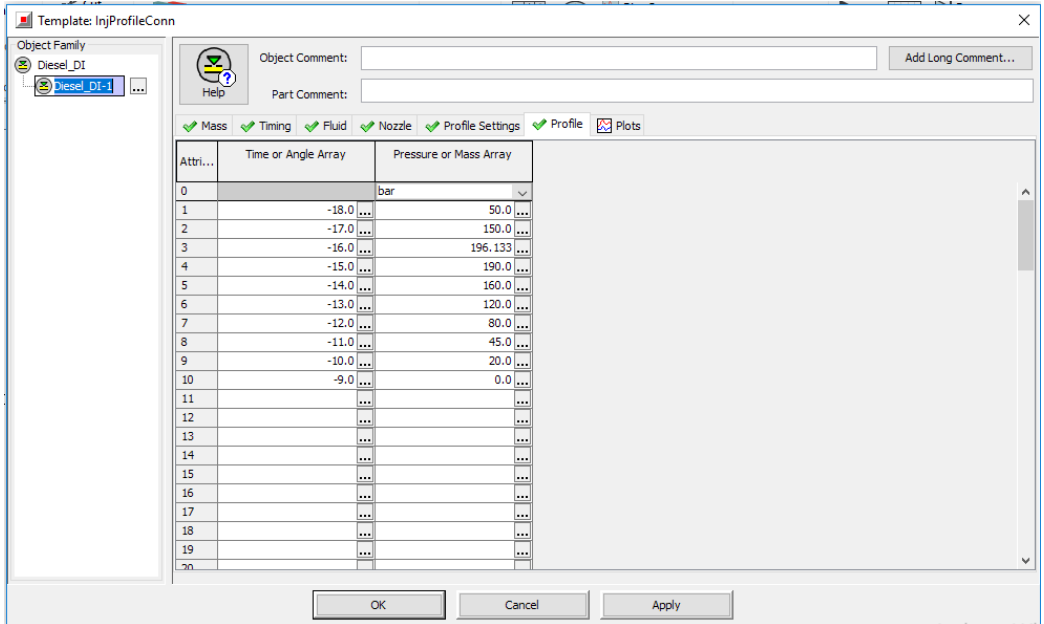 Template: InjProfileConn
Object Family
Diesel_DI
Diesel_DI-1 ...
Help
Object Comment:
Add Long Comment...
Part Comment:
Mass Timing Fluid Nozzle Profile Settings Profile Plots
Attri... Time or Angle Array Pressure or Mass Array
0 bar
1 -18.0 ... 50.0 ...
2 -17.0 ... 150.0 ...
3 -16.0 ... 196.133 ...
4 -15.0 ... 190.0 ...
5 -14.0 ... 160.0 ...
6 -13.0 ... 120.0 ...
7 -12.0 ... 80.0 ...
8 -11.0 ... 45.0 ...
9 -10.0 ... 20.0 ...
10 -9.0 ... 0.0 ...
11 ... ...
12 ... ...
13 ... ...
14 ... ...
15 ... ...
16 ... ...
17 ... ...
18 ... ...
19 ... ...
20
OK Cancel Apply